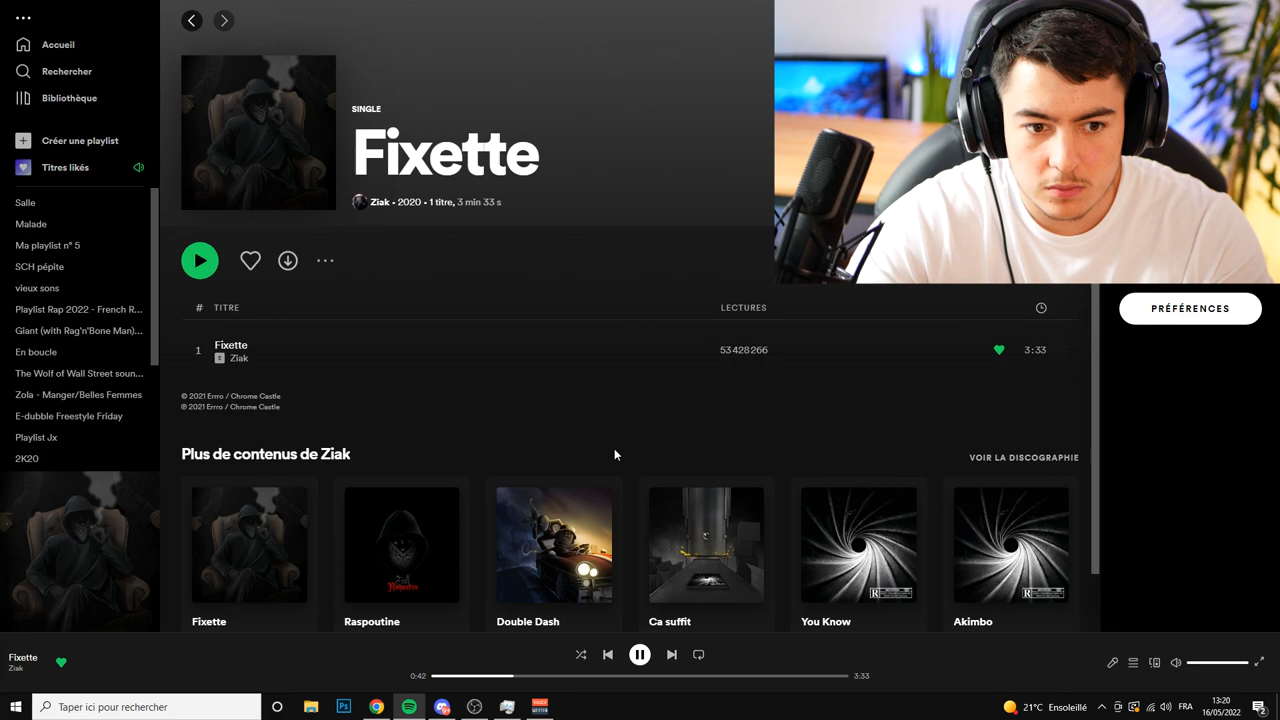 Accueil
Rechercher
Bibliothèque
Créer une playlist
Titres likés
Salle
Malade
Ma playlist n° 5
SCH pépite
vieux sons
Playlist Rap 2022 - French R...
Giant (with Rag'n'Bone Man)...
En boucle
The Wolf of Wall Street soun...
Zola - Manger/Belles Femmes
E-dubble Freestyle Friday
Playlist Jx
2K20
SINGLE
Fixette
Ziak • 2020 • 1 titre, 3 min 33 s
# TITRE LECTURES
1 Fixette 53 428 266 3:33
E Ziak
© 2021 Errro / Chrome Castle
℗ 2021 Errro / Chrome Castle
PRÉFÉRENCES
Plus de contenus de Ziak
VOIR LA DISCOGRAPHIE
Ziak
Raspoutine
Fixette
Raspoutine
Double Dash
Ca suffit
You Know
Akimbo
Fixette
Ziak
0:42
3:33
Taper ici pour rechercher
Ps
21°C Ensoleillé
FRA
13:20
16/05/2022
2